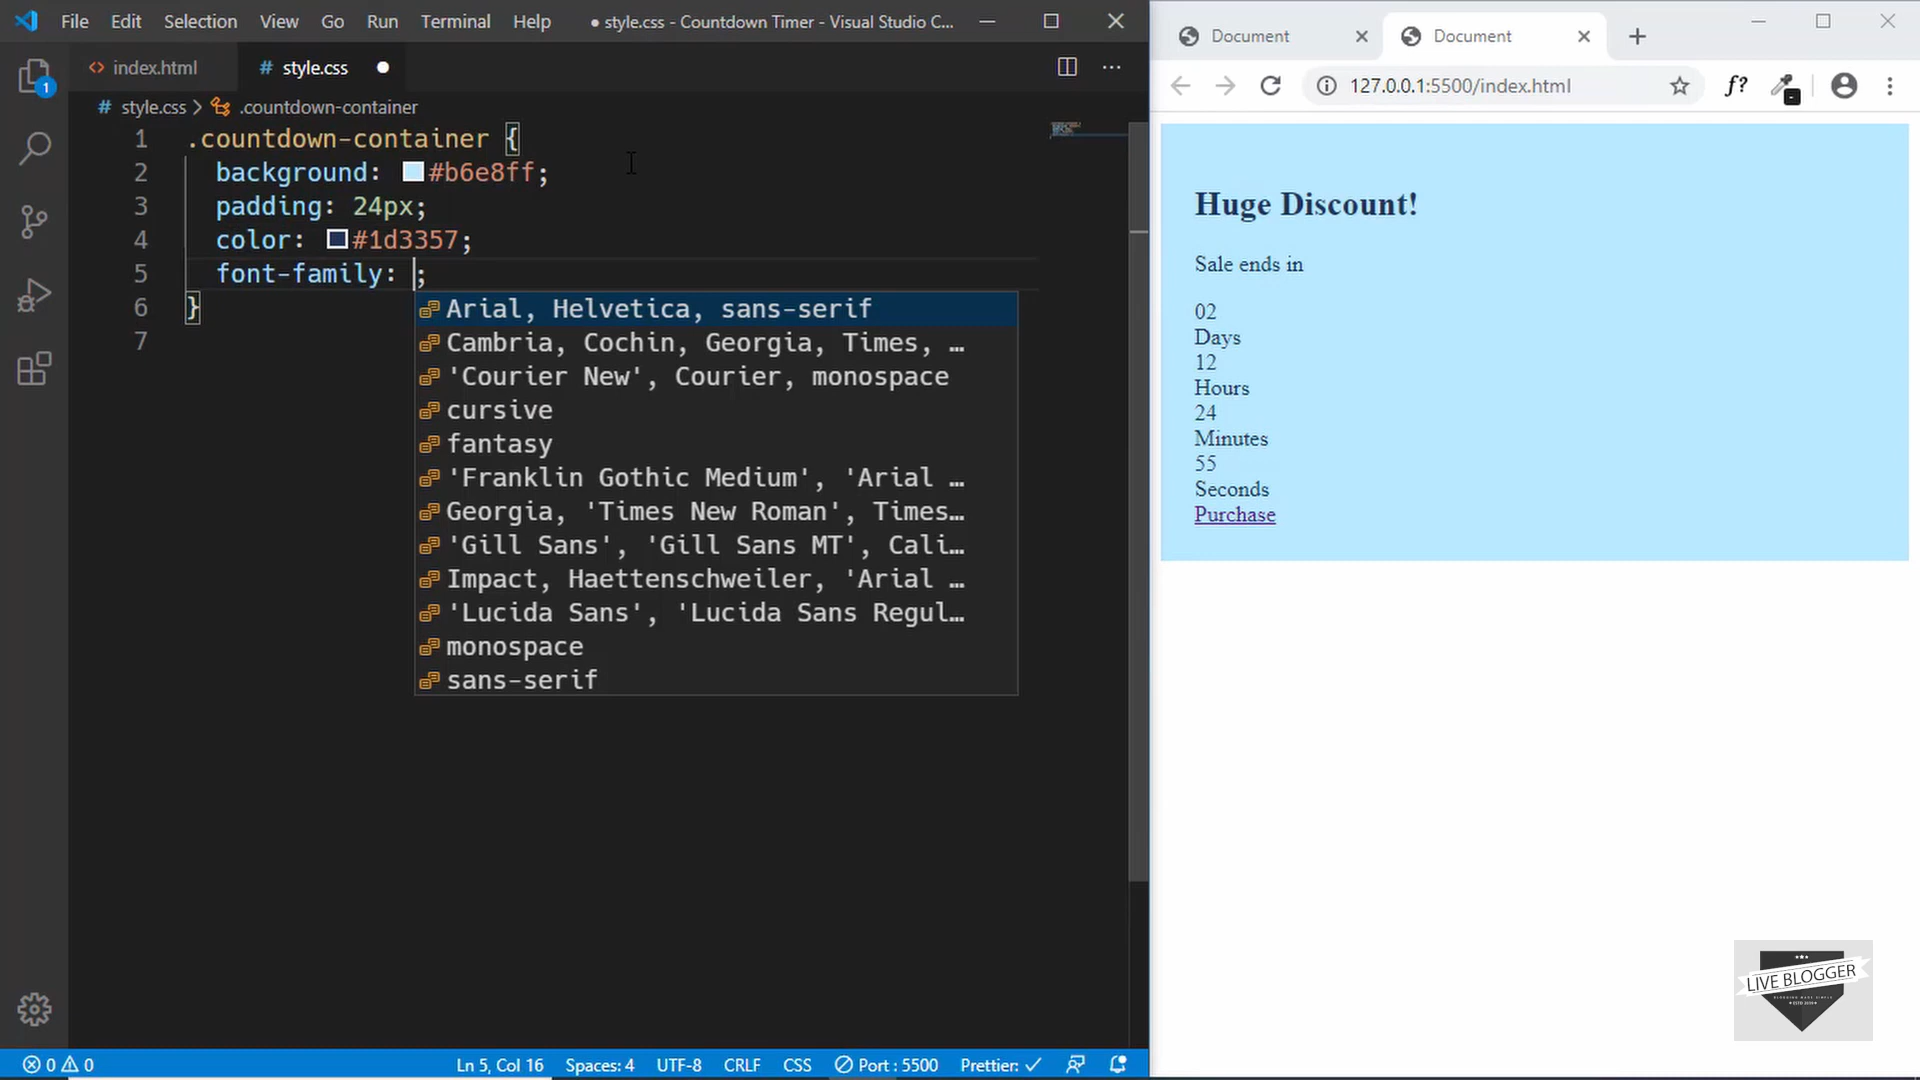 File Edit Selection View Go Run Terminal Help ● style.css - Countdown Timer - Visual Studio C...
index.html
# style.css ●
# style.css > .countdown-container
1 .countdown-container {
2 background: #b6e8ff;
3 padding: 24px;
4 color: #1d3357;
5 font-family: ;
6 }
7
Arial, Helvetica, sans-serif
Cambria, Cochin, Georgia, Times, …
'Courier New', Courier, monospace
cursive
fantasy
'Franklin Gothic Medium', 'Arial …
Georgia, 'Times New Roman', Times…
'Gill Sans', 'Gill Sans MT', Cali…
Impact, Haettenschweiler, 'Arial …
'Lucida Sans', 'Lucida Sans Regul…
monospace
sans-serif
1
0 0 Ln 5, Col 16 Spaces: 4 UTF-8 CRLF CSS Port : 5500 Prettier: ✓
Document Document
127.0.0.1:5500/index.html f?
Huge Discount!
Sale ends in
02
Days
12
Hours
24
Minutes
55
Seconds
Purchase
LIVE BLOGGER